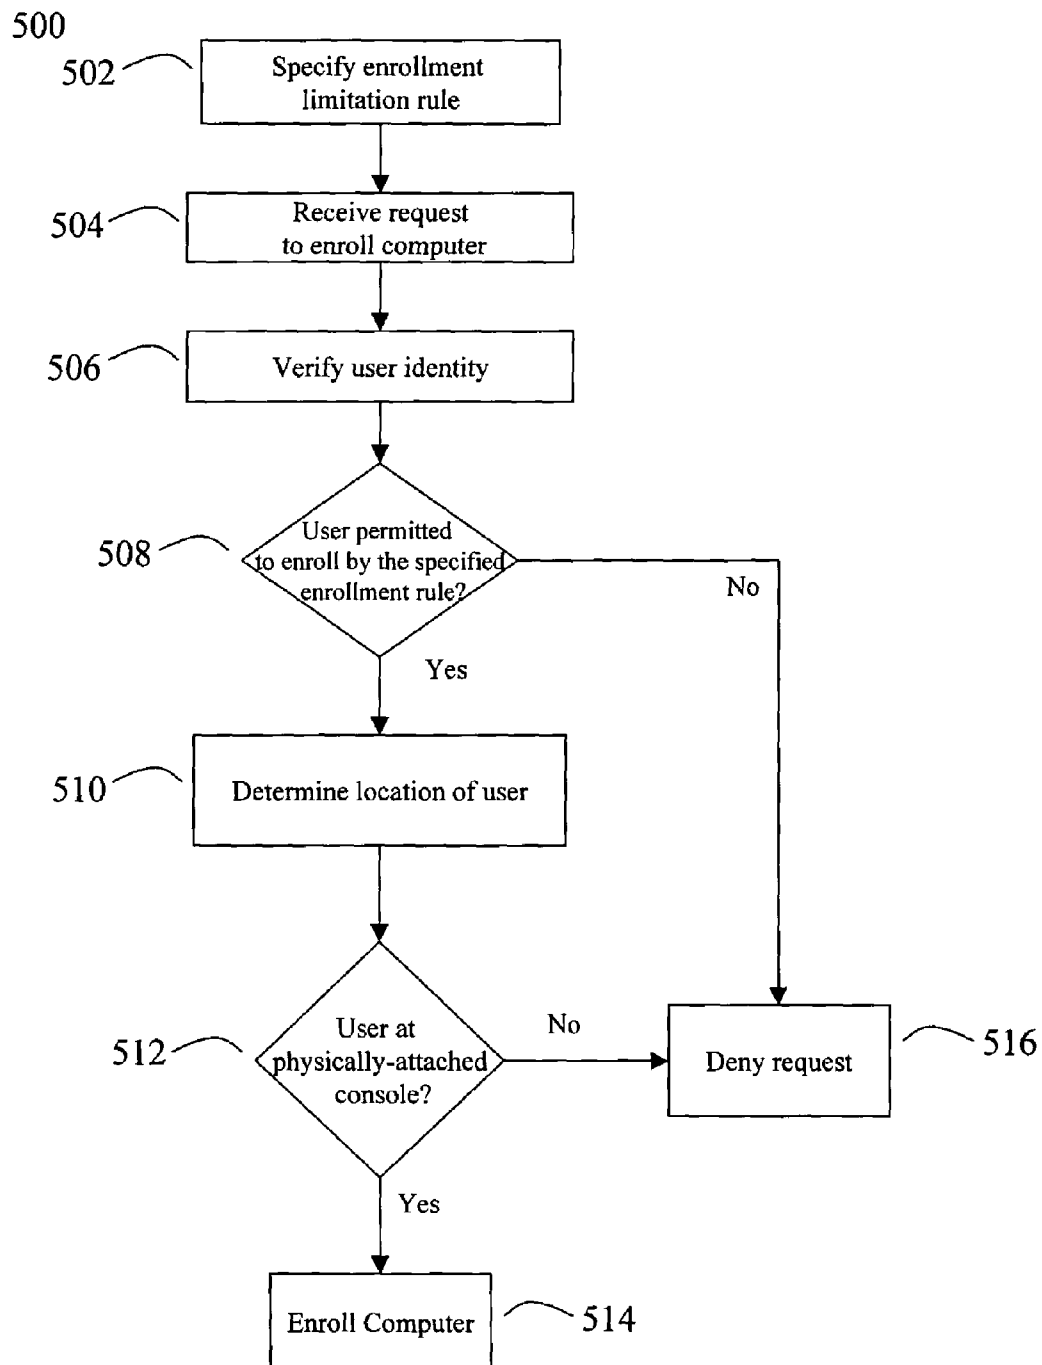 500
502
Specify enrollment
limitation rule
504
Receive request
to enroll computer
506
Verify user identity
508
User permitted
to enroll by the specified
enrollment rule?
No
Yes
510
Determine location of user
512
User at
physically-attached
console?
No
Deny request
516
Yes
Enroll Computer
514